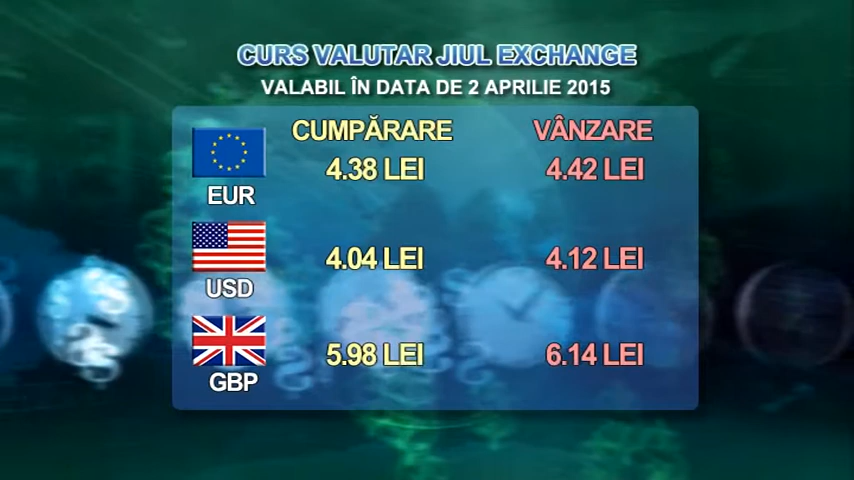 CURS VALUTAR JIUL EXCHANGE
VALABIL ÎN DATA DE 2 APRILIE 2015
CUMPĂRARE VÂNZARE
EUR 4.38 LEI 4.42 LEI
USD 4.04 LEI 4.12 LEI
GBP 5.98 LEI 6.14 LEI